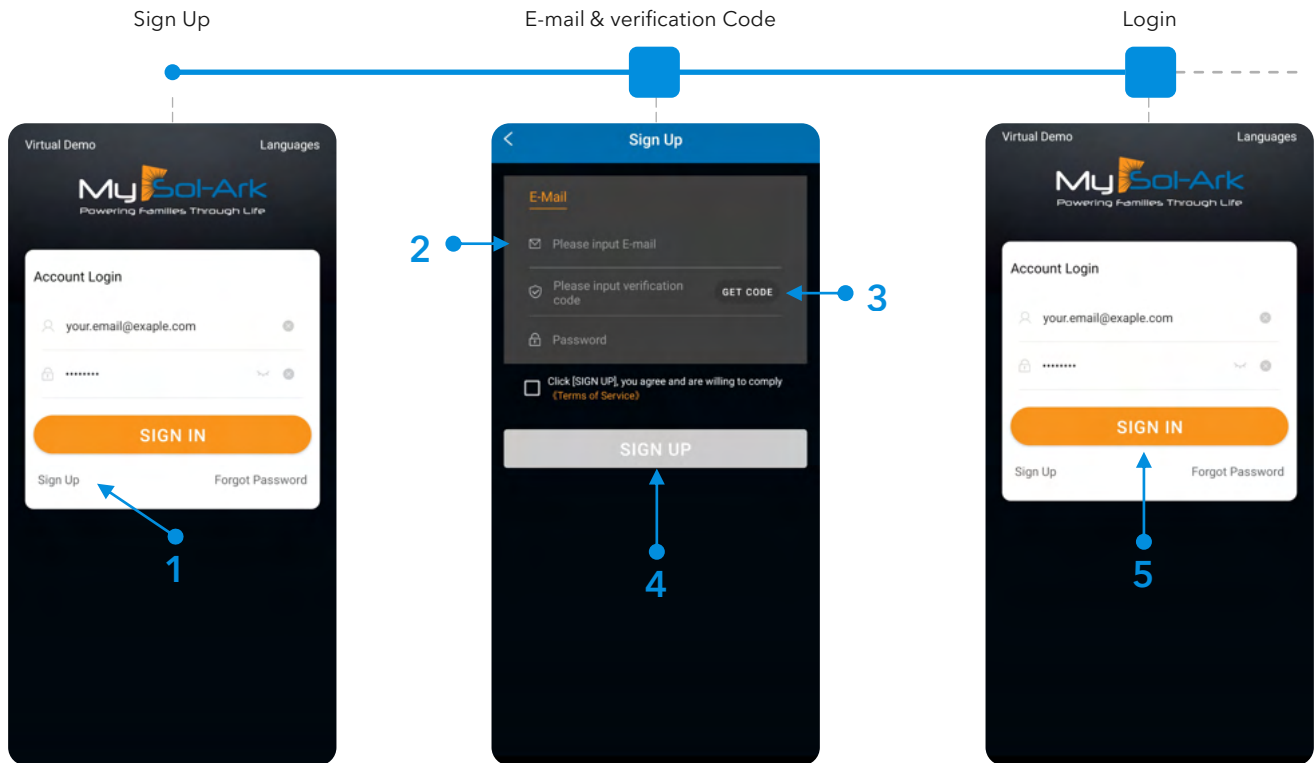 Sign Up
E-mail & verification Code
Login
Virtual Demo
Languages
My Sol-Ark
Powering Families Through Life
Account Login
your.email@exaple.com
••••••••
SIGN IN
Sign Up
Forgot Password
1
Sign Up
E-Mail
2
Please input E-mail
Please input verification
code
GET CODE
3
Password
Click [SIGN UP], you agree and are willing to comply
《Terms of Service》
SIGN UP
4
Virtual Demo
Languages
My Sol-Ark
Powering Families Through Life
Account Login
your.email@exaple.com
••••••••
SIGN IN
Sign Up
Forgot Password
5